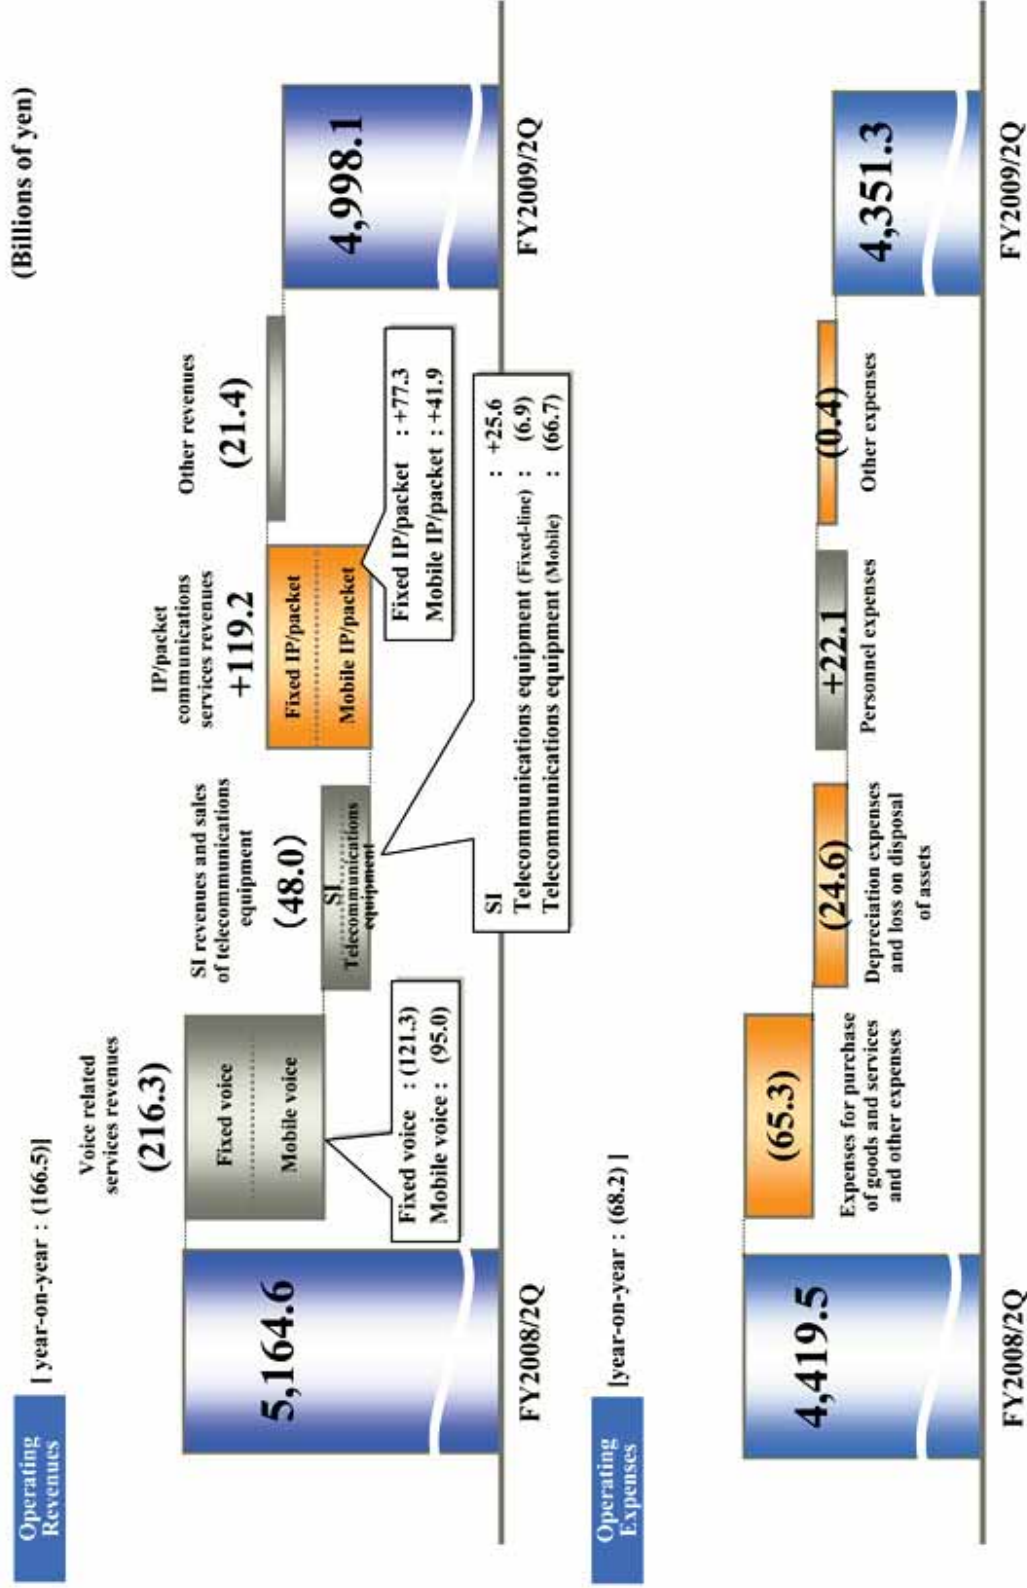 (Billions of yen)
Operating
Revenues
[ year-on-year : (166.5)]
Voice related
services revenues
(216.3)
Fixed voice
Mobile voice
Fixed voice : (121.3)
Mobile voice : (95.0)
SI revenues and sales
of telecommunications
equipment
(48.0)
SI
Telecommunications
equipment
SI : +25.6
Telecommunications equipment (Fixed-line) : (6.9)
Telecommunications equipment (Mobile) : (66.7)
IP/packet
communications
services revenues
+119.2
Fixed IP/packet
Mobile IP/packet
Fixed IP/packet : +77.3
Mobile IP/packet : +41.9
Other revenues
(21.4)
5,164.6
4,998.1
FY2008/2Q
FY2009/2Q
Operating
Expenses
[year-on-year : (68.2) ]
4,419.5
(65.3)
(24.6)
+22.1
(0.4)
4,351.3
Expenses for purchase
of goods and services
and other expenses
Depreciation expenses
and loss on disposal
of assets
Personnel expenses
Other expenses
FY2008/2Q
FY2009/2Q